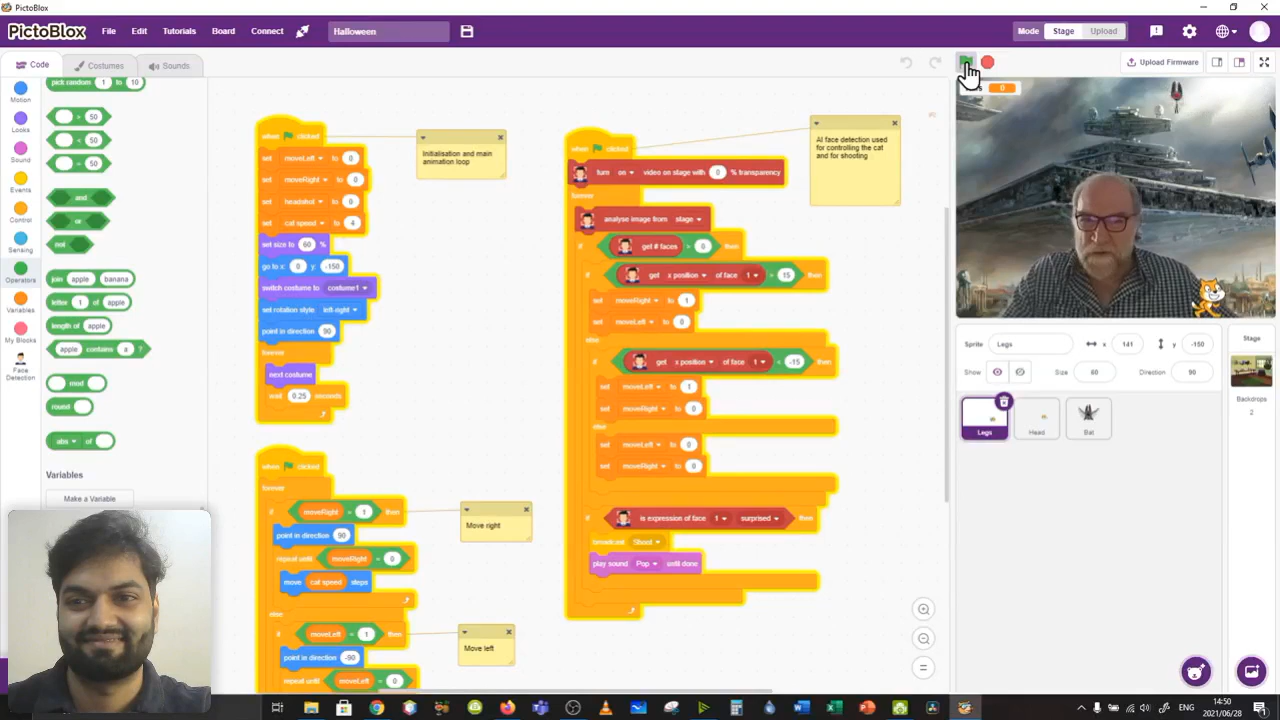 PictoBlox
PictoBlox File Edit Tutorials Board Connect Halloween Mode Stage Upload
Code Costumes Sounds Upload Firmware
Motion
Looks
Sound
Events
Control
Sensing
Operators
Variables
My Blocks
Face
Detection
pick random 1 to 10
> 50
< 50
= 50
and
or
not
join apple banana
letter 1 of apple
length of apple
apple contains a ?
mod
round
abs of
Variables
Make a Variable
when clicked
set moveLeft to 0
set moveRight to 0
set headshot to 0
set cat speed to 4
set size to 60 %
go to x: 0 y: -150
switch costume to costume1
set rotation style left-right
point in direction 90
forever
next costume
wait 0.25 seconds
Initialisation and main
animation loop
when clicked
forever
if moveRight = 1 then
point in direction 90
repeat until moveRight = 0
move cat speed steps
else
if moveLeft = 1 then
point in direction -90
repeat until moveLeft = 0
Move right
Move left
when clicked
turn on video on stage with 0 % transparency
forever
analyse image from stage
if get # faces > 0 then
if get x position of face 1 > 15 then
set moveRight to 1
set moveLeft to 0
else
if get x position of face 1 < -15 then
set moveLeft to 1
set moveRight to 0
else
set moveLeft to 0
set moveRight to 0
if is expression of face 1 surprised then
broadcast Shoot
play sound Pop until done
AI face detection used
for controlling the cat
and for shooting
0
Sprite Legs x 141 y -150
Show Size 60 Direction 90
Legs Head Bat
Stage
Backdrops
2
14:50
2021/06/28